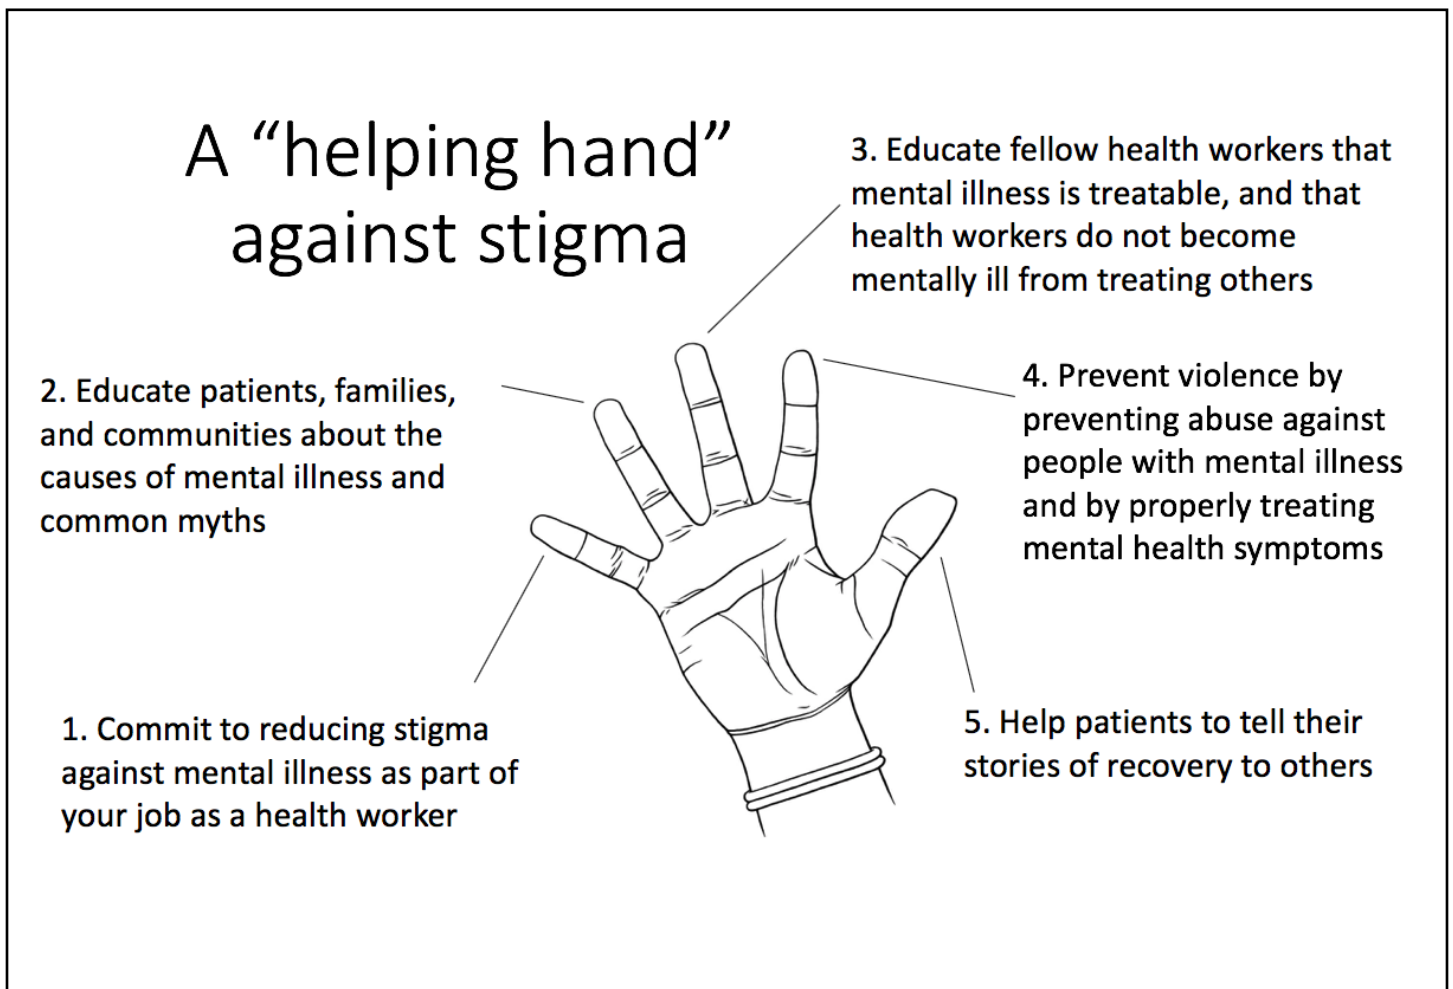 A “helping hand”
against stigma
1. Commit to reducing stigma
against mental illness as part of
your job as a health worker
2. Educate patients, families,
and communities about the
causes of mental illness and
common myths
3. Educate fellow health workers that
mental illness is treatable, and that
health workers do not become
mentally ill from treating others
4. Prevent violence by
preventing abuse against
people with mental illness
and by properly treating
mental health symptoms
5. Help patients to tell their
stories of recovery to others